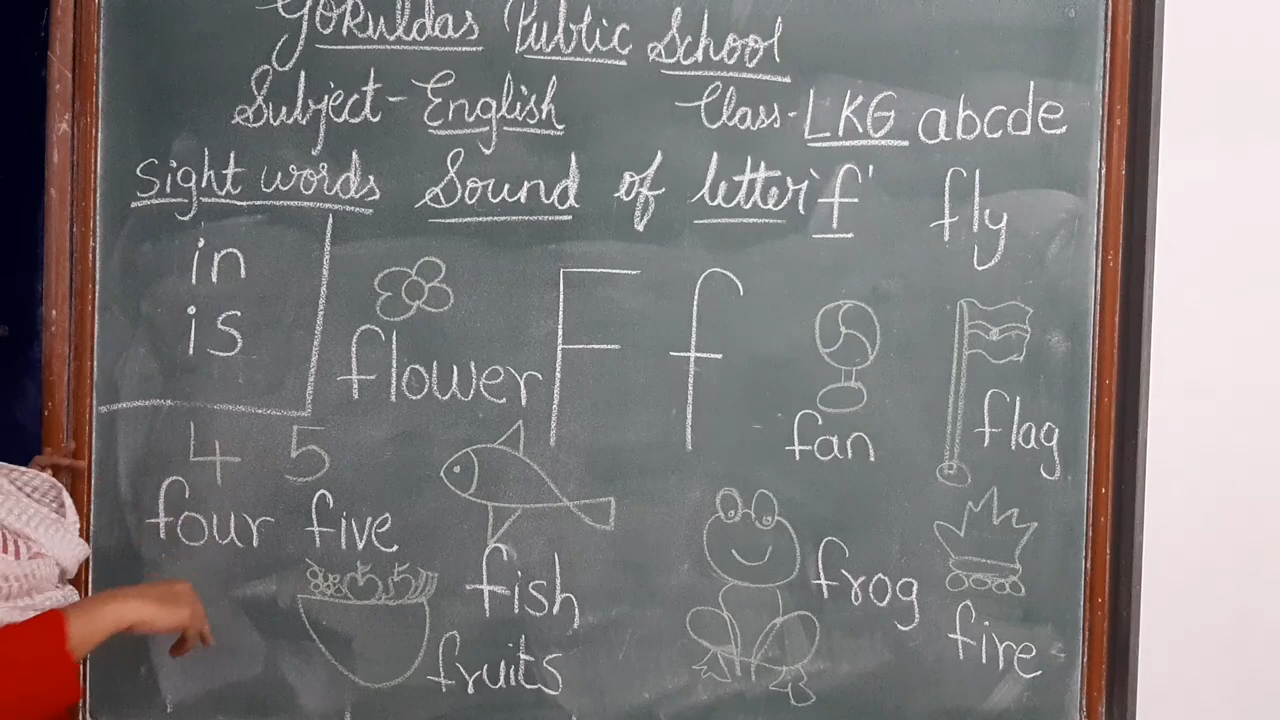 Gokuldas Public School
Subject - English Class - LKG abcde
Sight words Sound of letter 'f' fly
in
is
flower F f
fan flag
4 5
four five
fish frog
fruits fire